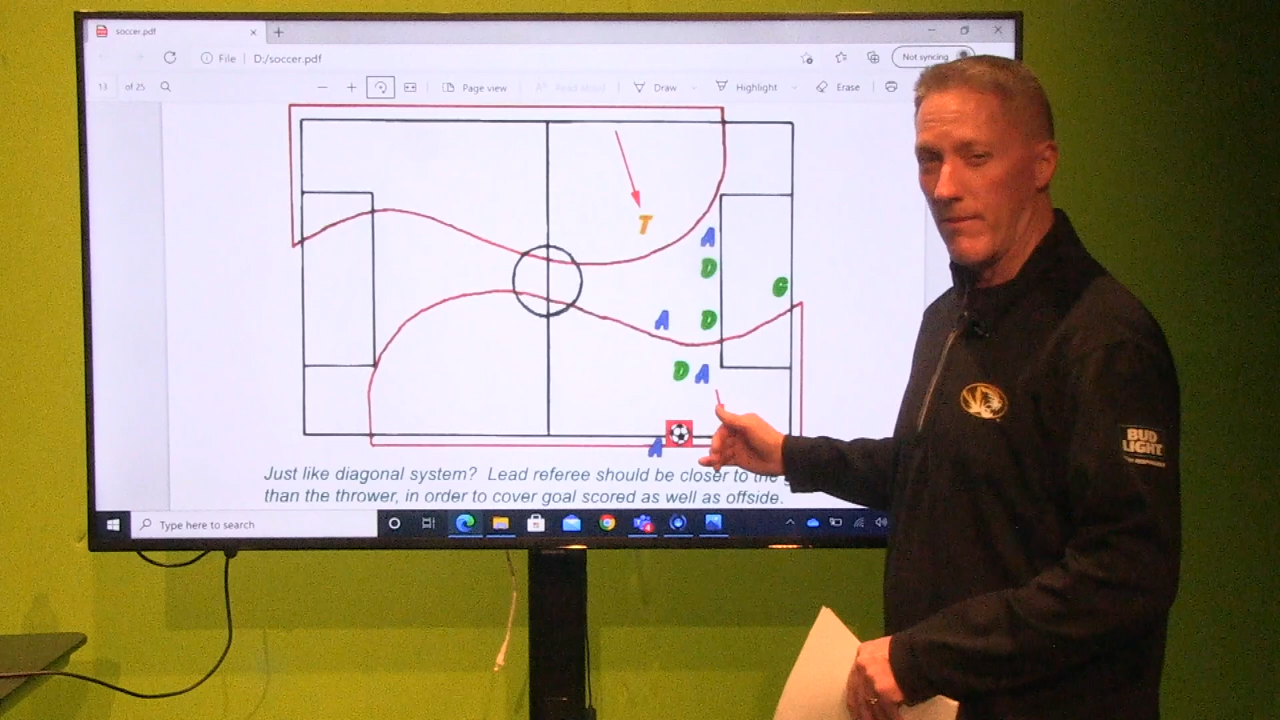 soccer.pdf
File D:/soccer.pdf Not syncing
13 of 25 Page view Read aloud Draw Highlight Erase
T
A
D
G
A D
D A
A
Just like diagonal system? Lead referee should be closer to the
than the thrower, in order to cover goal scored as well as offside.
Type here to search
BUD
LIGHT